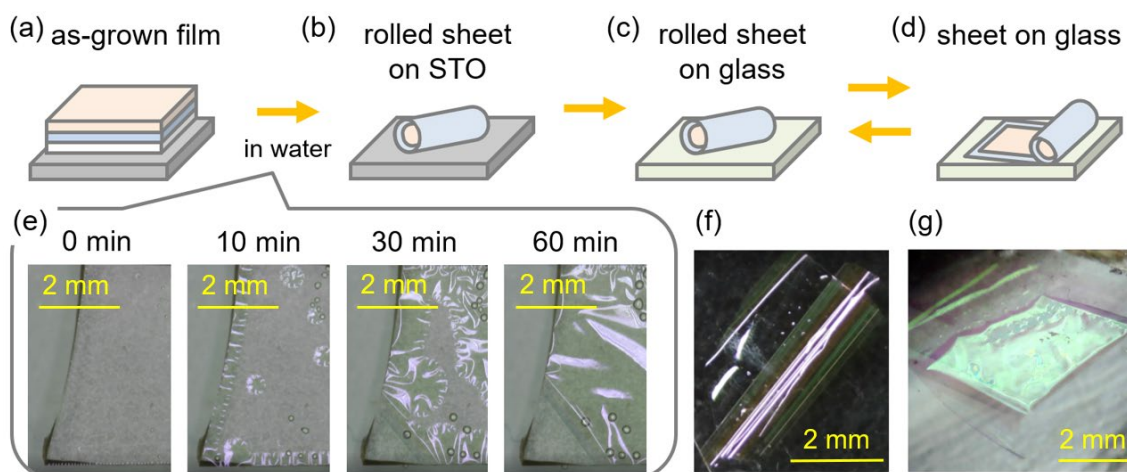 (a) as-grown film
(b) rolled sheet
on STO
(c) rolled sheet
on glass
(d) sheet on glass
in water
(e) 0 min 10 min 30 min 60 min
2 mm 2 mm 2 mm 2 mm
(f) 2 mm
(g) 2 mm